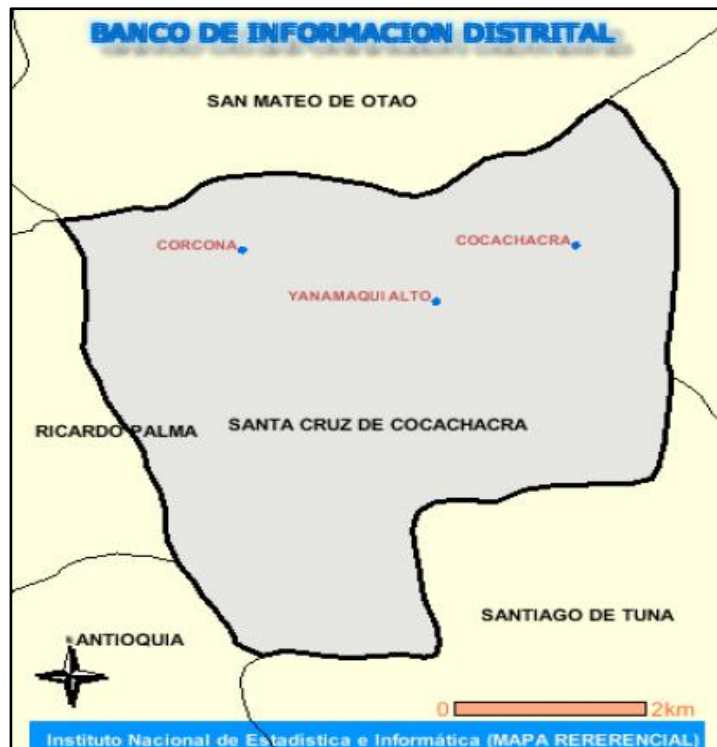 BANCO DE INFORMACION DISTRITAL
SAN MATEO DE OTAO
CORCONA
COCACHACRA
YANAMAQUI ALTO
RICARDO PALMA
SANTA CRUZ DE COCACHACRA
SANTIAGO DE TUNA
ANTIOQUIA
0 2km
Instituto Nacional de Estadística e Informática (MAPA RERERENCIAL)